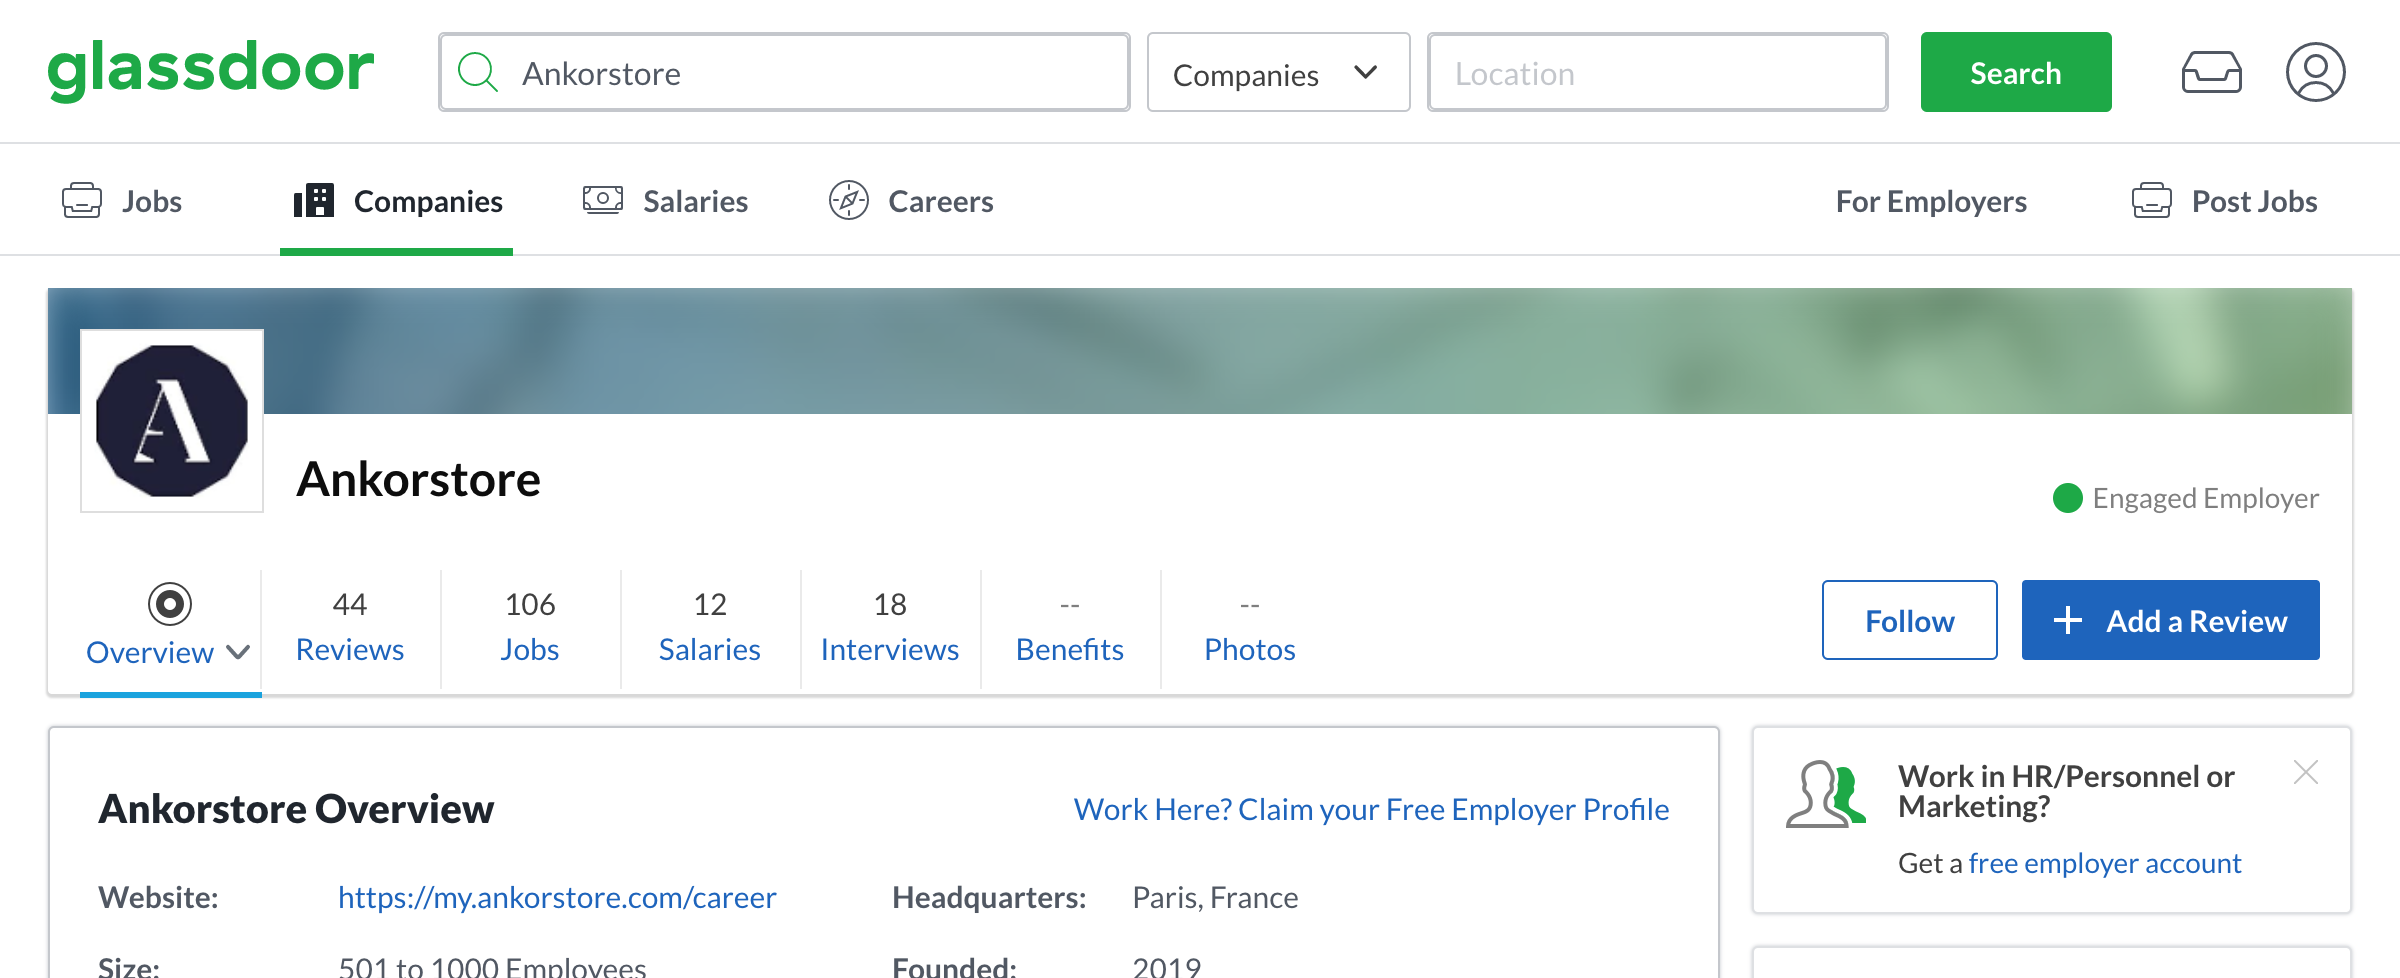 glassdoor
Ankorstore
Companies
Location
Search
Jobs
Companies
Salaries
Careers
For Employers
Post Jobs
A
Ankorstore
Engaged Employer
Overview
44
Reviews
106
Jobs
12
Salaries
18
Interviews
--
Benefits
--
Photos
Follow
Add a Review
Ankorstore Overview
Work Here? Claim your Free Employer Profile
Website: https://my.ankorstore.com/career
Headquarters: Paris, France
Size: 501 to 1000 Employees
Founded: 2019
Work in HR/Personnel or
Marketing?
Get a free employer account